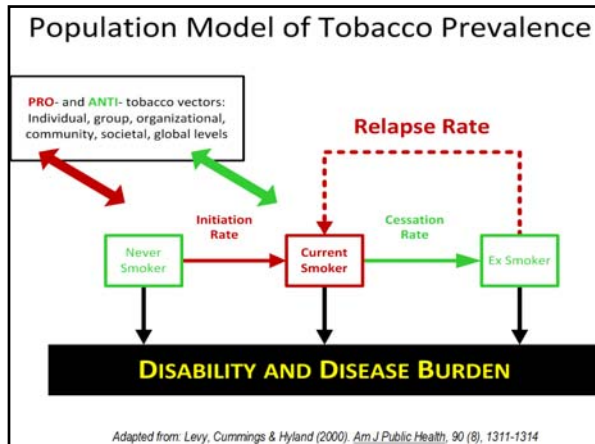 Population Model of Tobacco Prevalence
PRO- and ANTI- tobacco vectors:
Individual, group, organizational,
community, societal, global levels
Relapse Rate
Initiation
Rate
Cessation
Rate
Never
Smoker
Current
Smoker
Ex Smoker
DISABILITY AND DISEASE BURDEN
Adapted from: Levy, Cummings & Hyland (2000). Am J Public Health, 90 (8), 1311-1314